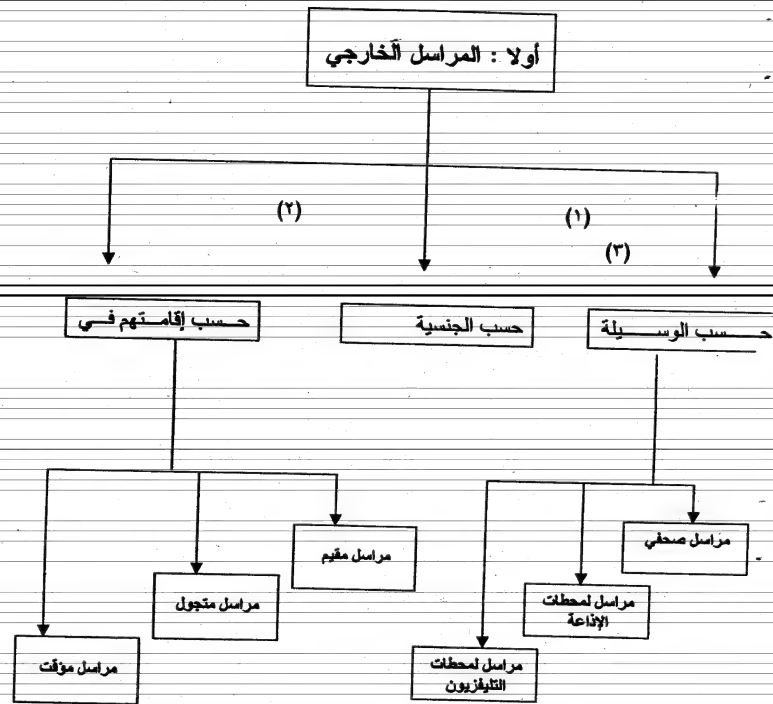 أولا : المراسل الخارجي
(١)
(٢)
(٣)
حسب الوسيلة
حسب الجنسية
حسب إقامتهم في
مراسل صحفي
مراسل لمحطات
الإذاعة
مراسل لمحطات
التليفزيون
مراسل مقيم
مراسل متجول
مراسل مؤقت